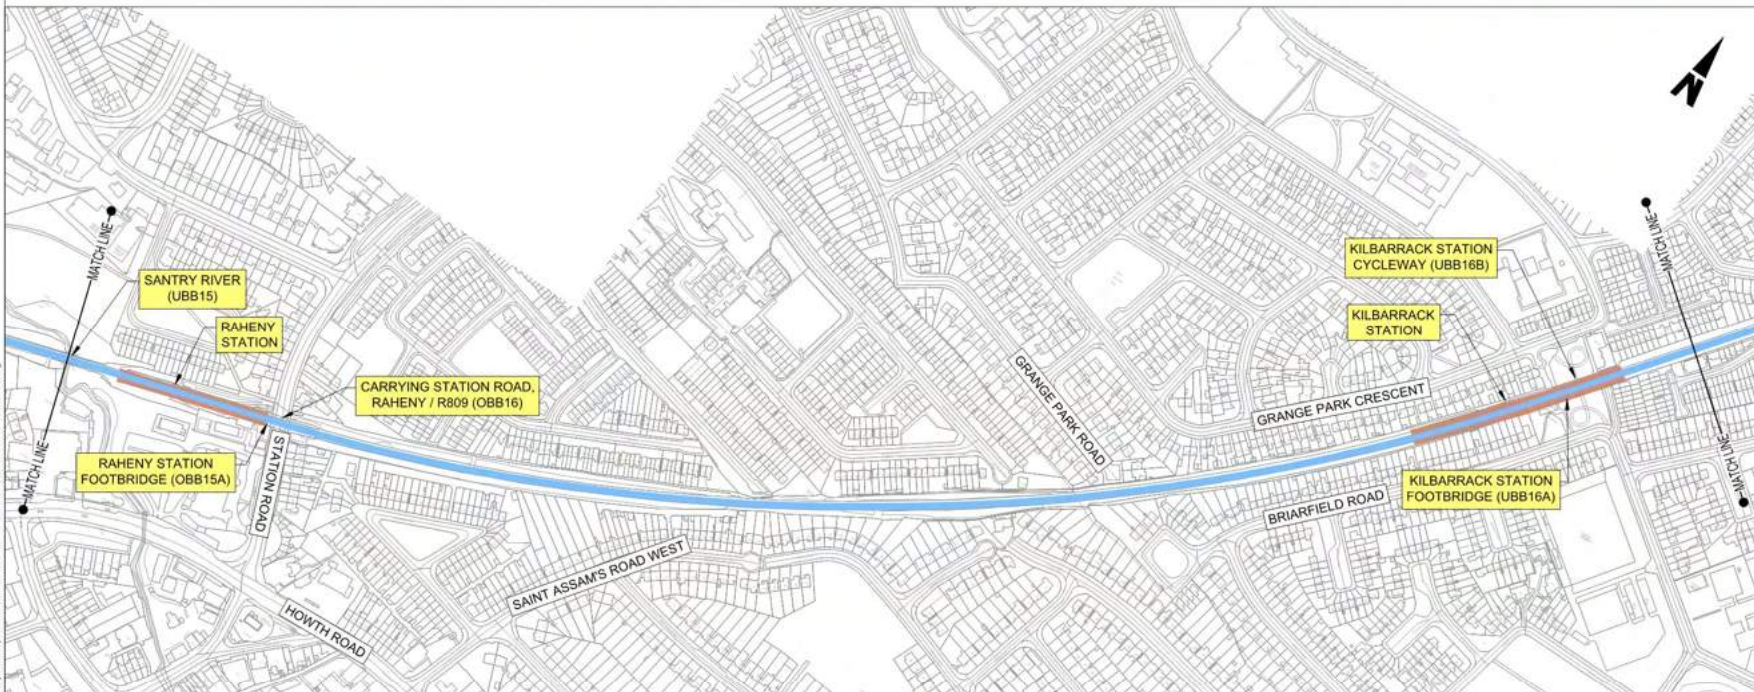 N
MATCH LINE
MATCH LINE
SANTRY RIVER
(UBB15)
RAHENY
STATION
CARRYING STATION ROAD,
RAHENY / R809 (OBB16)
RAHENY STATION
FOOTBRIDGE (OBB15A)
STATION ROAD
HOWTH ROAD
SAINT ASSAM'S ROAD WEST
GRANGE PARK ROAD
GRANGE PARK CRESCENT
BRIARFIELD ROAD
KILBARRACK STATION
CYCLEWAY (UBB16B)
KILBARRACK
STATION
KILBARRACK STATION
FOOTBRIDGE (UBB16A)
MATCH LINE
MATCH LINE